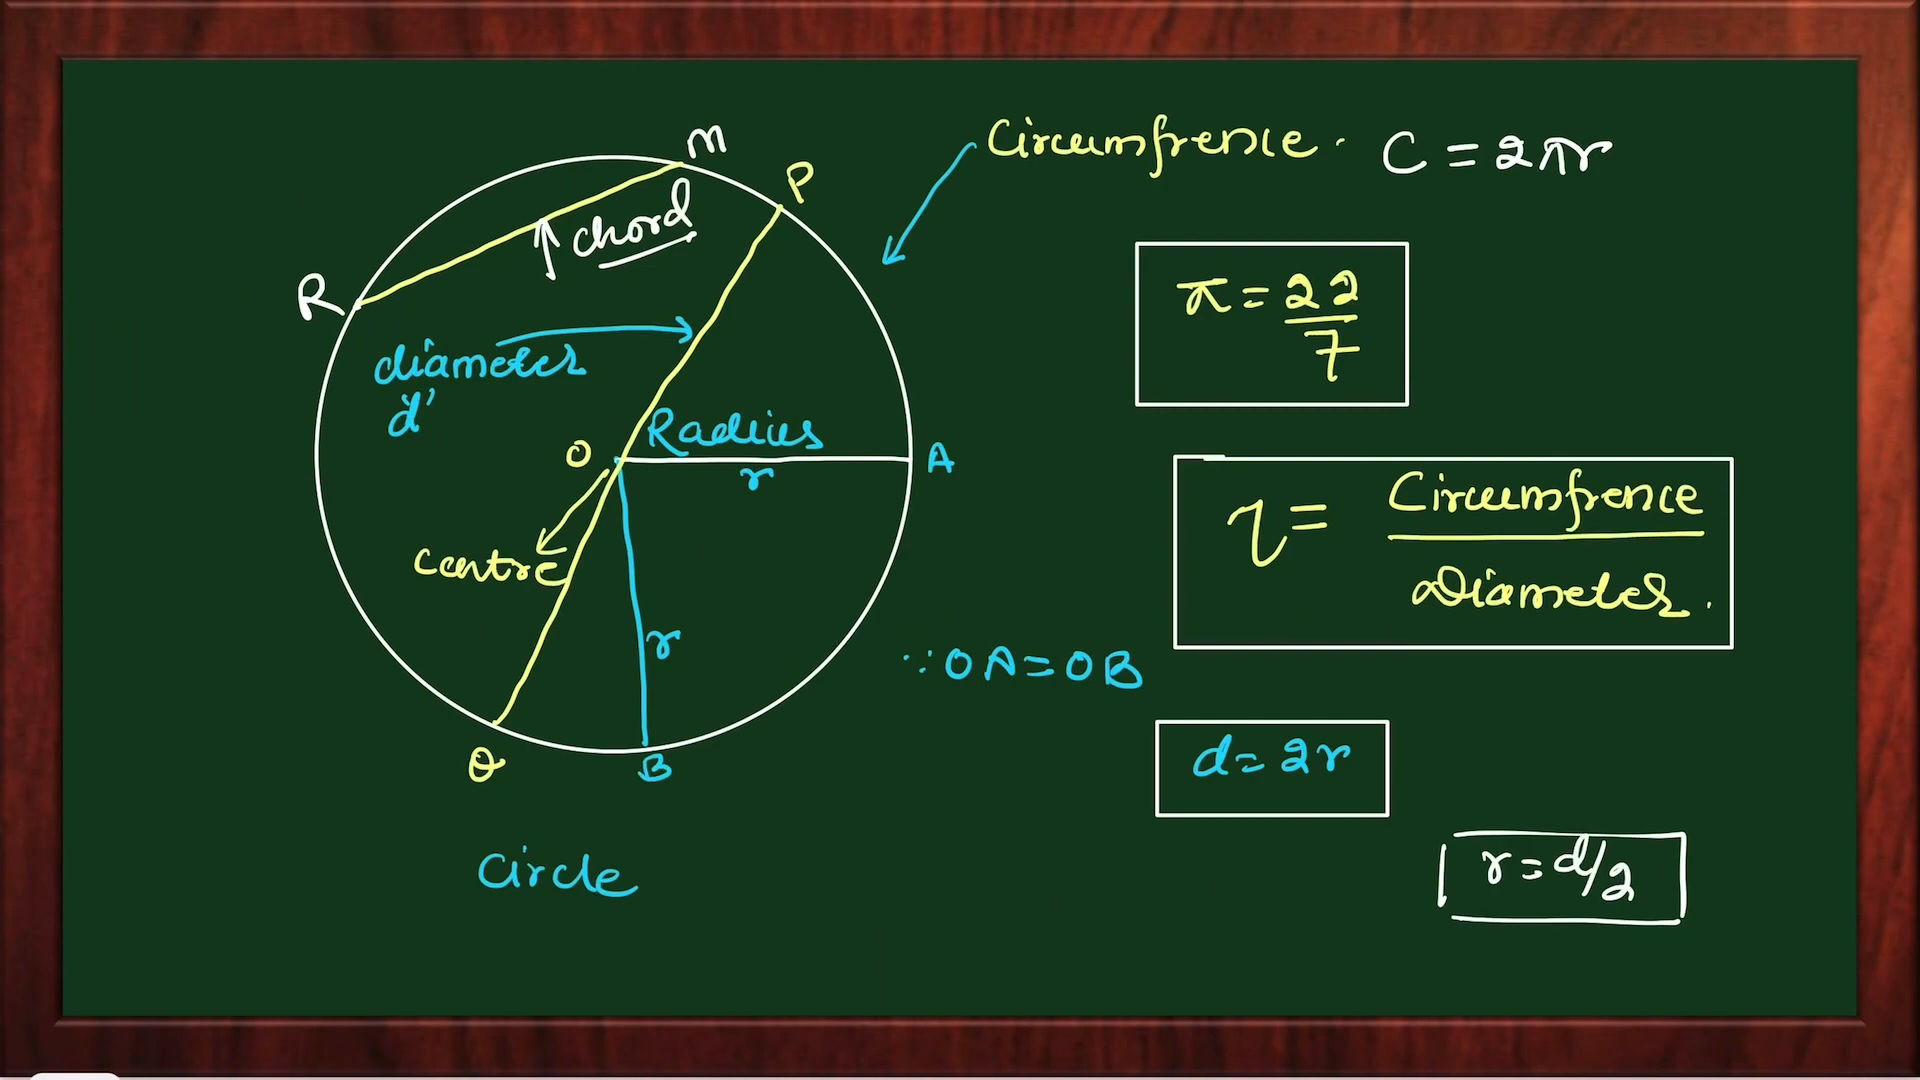 M
P
Circumfrence. C = 2πr
chord
R
π = 22/7
diameter
d'
Radius
O
A
r
Circumfrence
Diameter.
centre
r
∵ OA = OB
Q
B
d = 2r
Circle
r = d/2